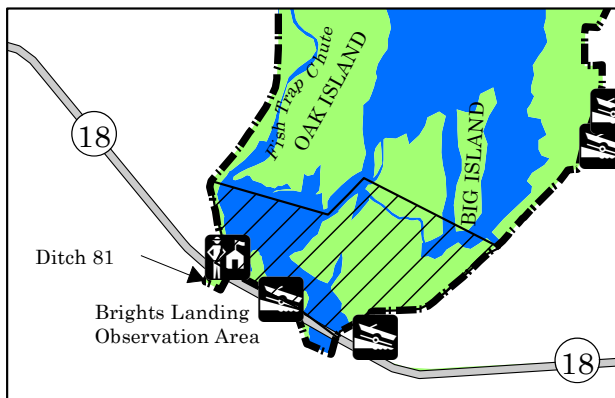 Fish Trap Chute
OAK ISLAND
BIG ISLAND
18
Ditch 81
Brights Landing
Observation Area
18